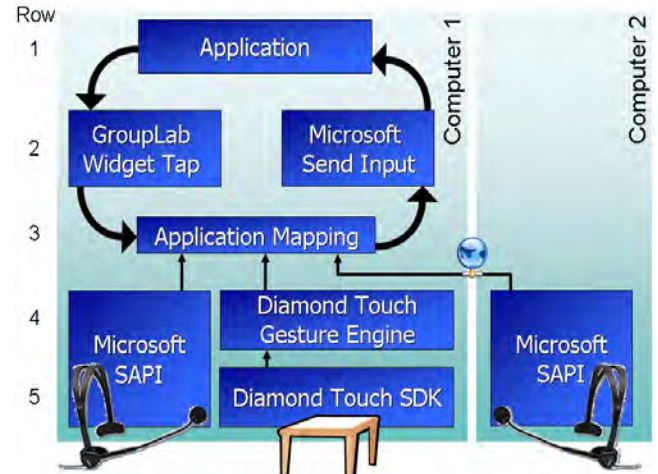 Row
1
Application
Computer 1
Computer 2
2
GroupLab
Widget Tap
Microsoft
Send Input
3
Application Mapping
4
Microsoft
SAPI
Diamond Touch
Gesture Engine
Microsoft
SAPI
5
Diamond Touch SDK